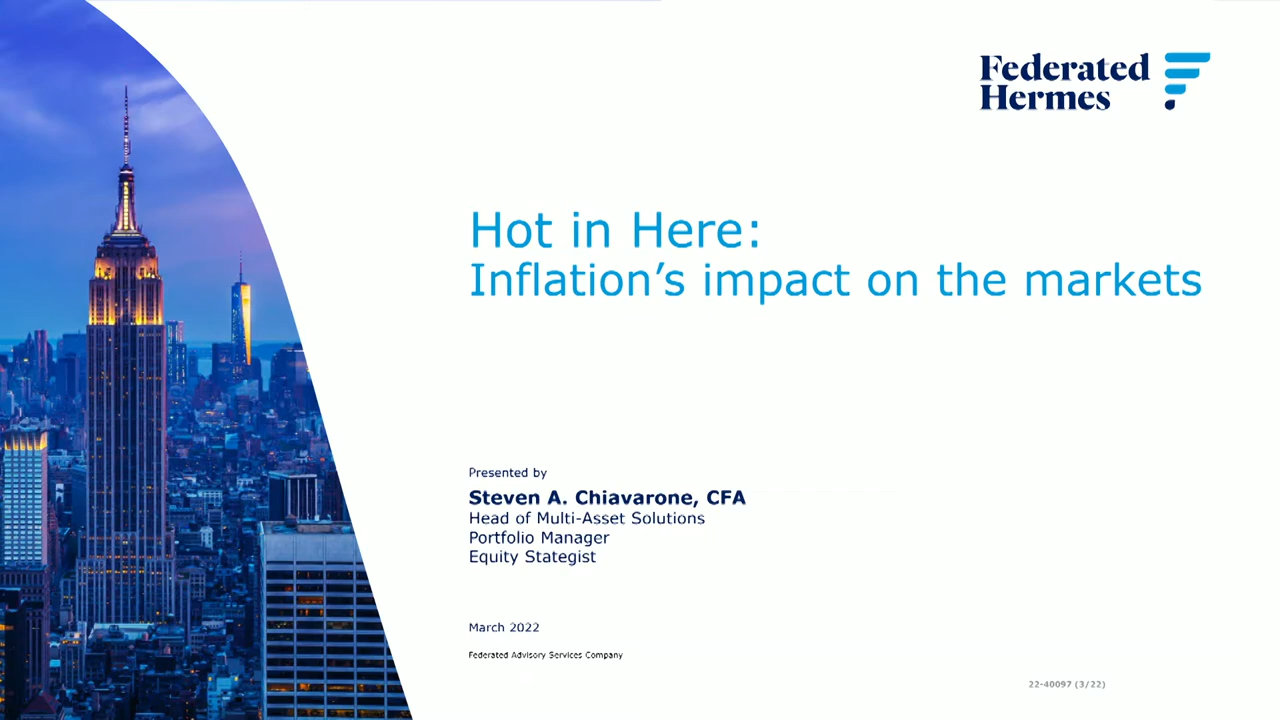 Federated
Hermes
Hot in Here:
Inflation's impact on the markets
Presented by
Steven A. Chiavarone, CFA
Head of Multi-Asset Solutions
Portfolio Manager
Equity Stategist
March 2022
Federated Advisory Services Company
22-40097 (3/22)